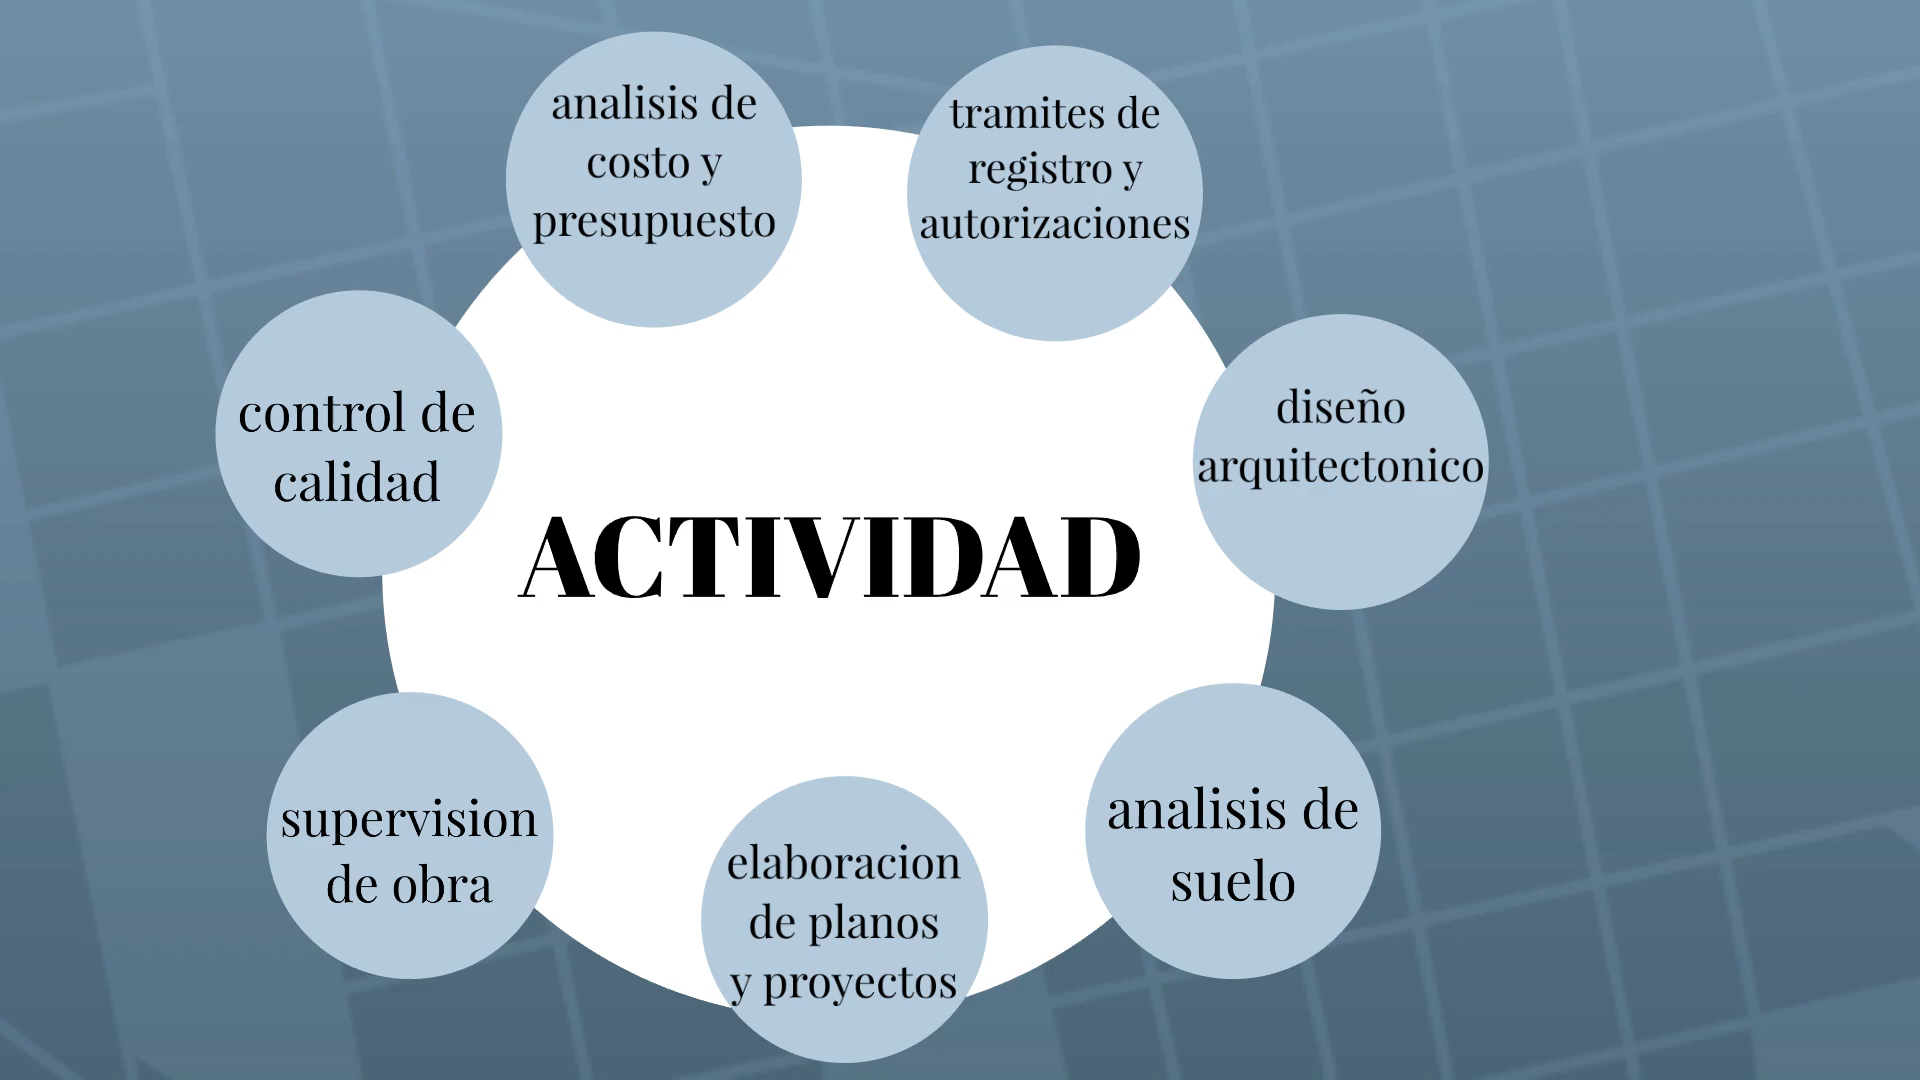 analisis de
costo y
presupuesto
tramites de
registro y
autorizaciones
diseño
arquitectonico
control de
calidad
ACTIVIDAD
supervision
de obra
elaboracion
de planos
y proyectos
analisis de
suelo